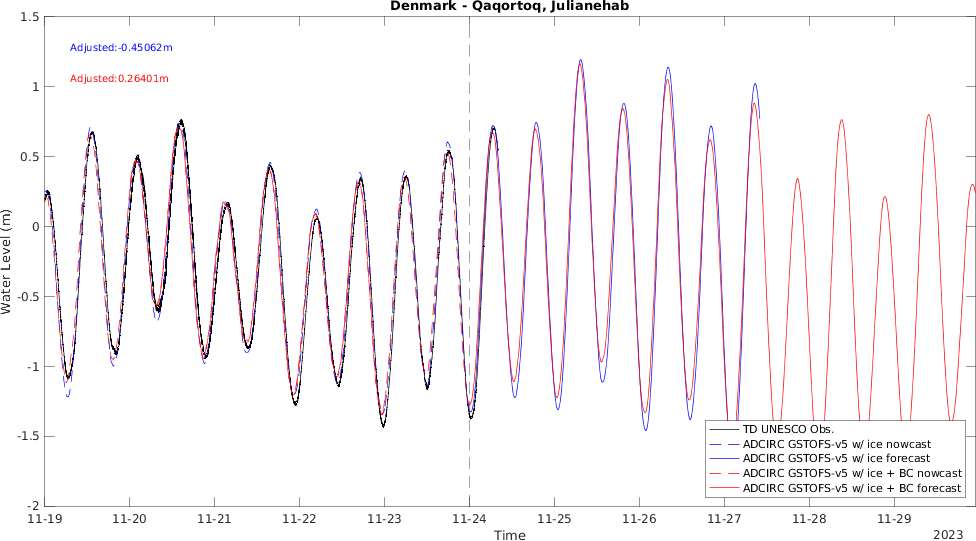 Denmark - Qaqortoq, Julianehab
Adjusted:-0.45062m
Adjusted:0.26401m
1.5
1
0.5
0
-0.5
-1
-1.5
-2
Water Level (m)
TD UNESCO Obs.
ADCIRC GSTOFS-v5 w/ ice nowcast
ADCIRC GSTOFS-v5 w/ ice forecast
ADCIRC GSTOFS-v5 w/ ice + BC nowcast
ADCIRC GSTOFS-v5 w/ ice + BC forecast
11-19 11-20 11-21 11-22 11-23 11-24 11-25 11-26 11-27 11-28 11-29
Time
2023